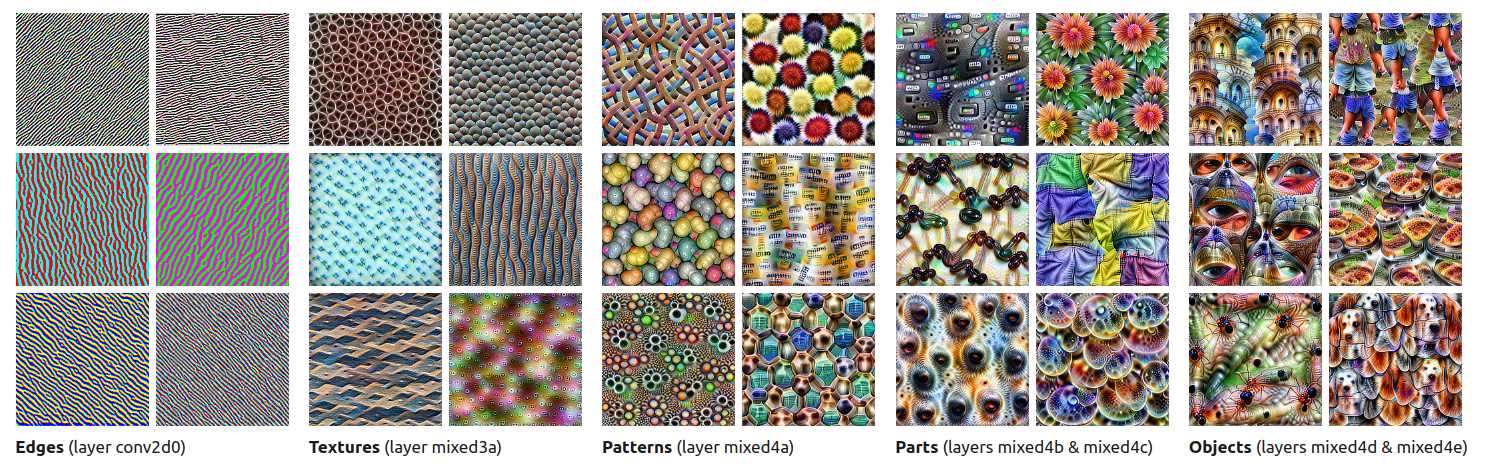 Edges (layer conv2d0)
Textures (layer mixed3a)
Patterns (layer mixed4a)
Parts (layers mixed4b & mixed4c)
Objects (layers mixed4d & mixed4e)